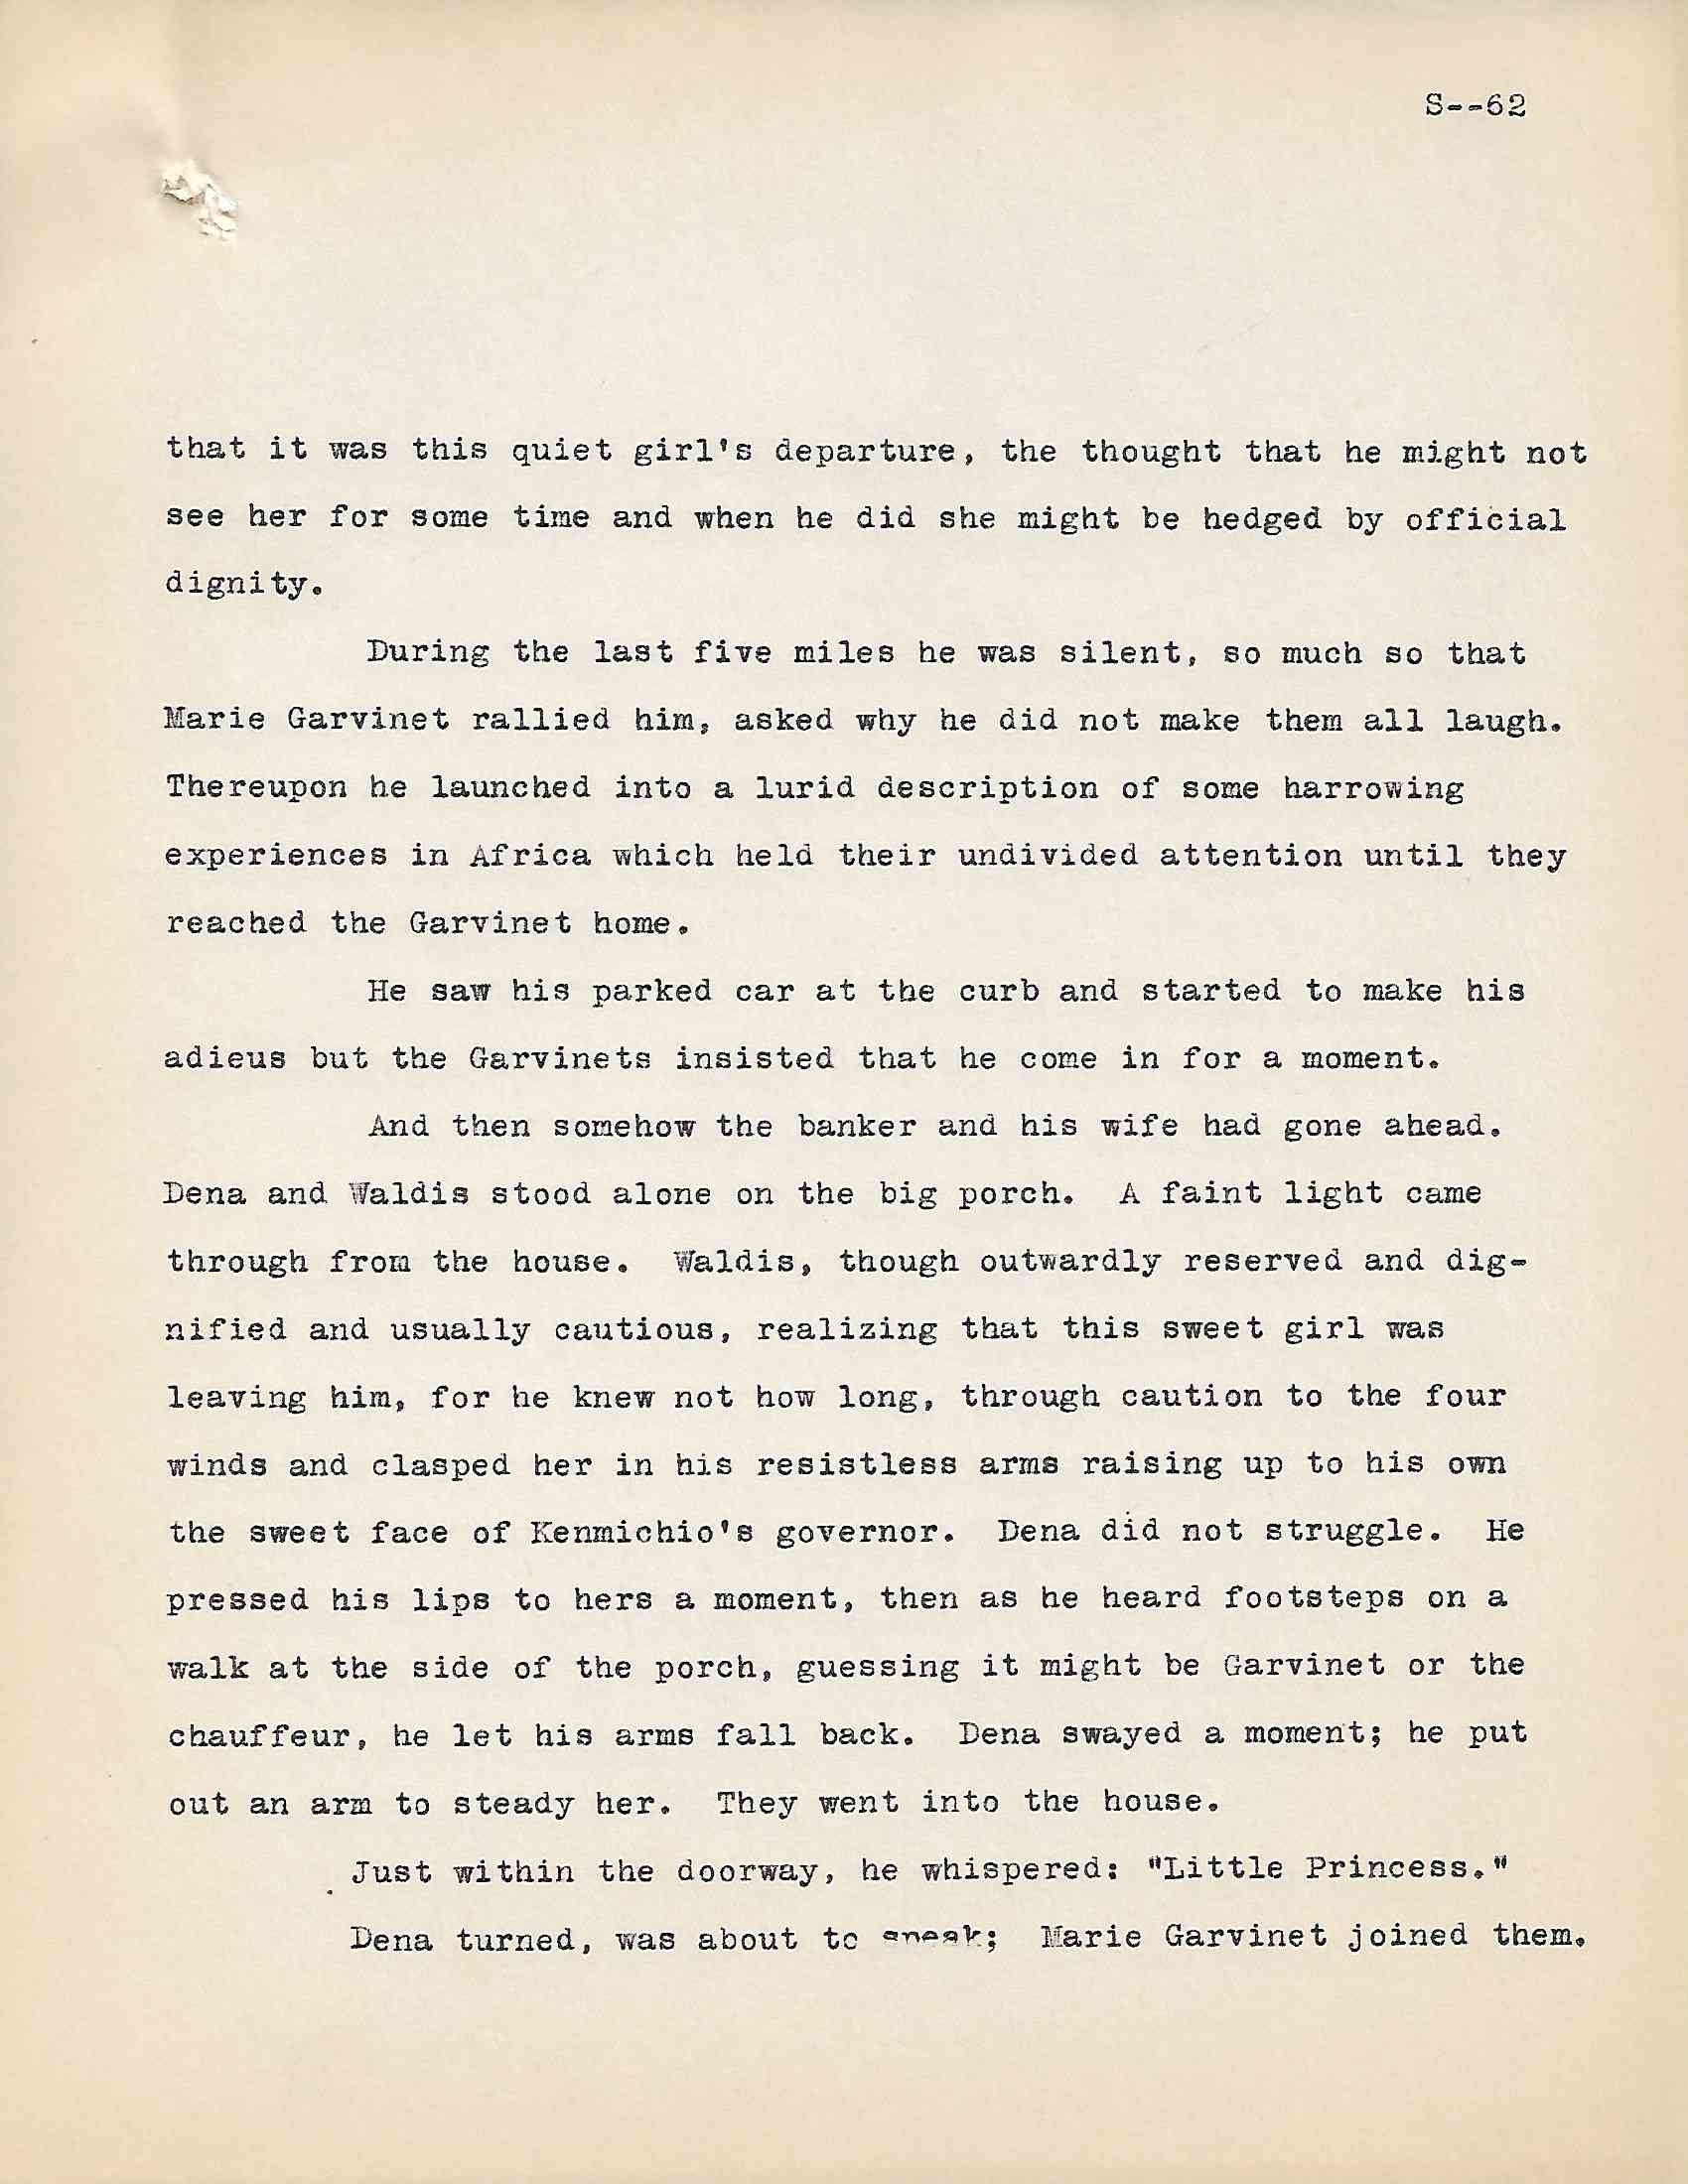 S--62
that it was this quiet girl's departure, the thought that he might not
see her for some time and when he did she might be hedged by official
dignity.
During the last five miles he was silent, so much so that
Marie Garvinet rallied him, asked why he did not make them all laugh.
Thereupon he launched into a lurid description of some harrowing
experiences in Africa which held their undivided attention until they
reached the Garvinet home.
He saw his parked car at the curb and started to make his
adieus but the Garvinets insisted that he come in for a moment.
And then somehow the banker and his wife had gone ahead.
Dena and Waldis stood alone on the big porch. A faint light came
through from the house. Waldis, though outwardly reserved and dig-
nified and usually cautious, realizing that this sweet girl was
leaving him, for he knew not how long, through caution to the four
winds and clasped her in his resistless arms raising up to his own
the sweet face of Kenmichio's governor. Dena did not struggle. He
pressed his lips to hers a moment, then as he heard footsteps on a
walk at the side of the porch, guessing it might be Garvinet or the
chauffeur, he let his arms fall back. Dena swayed a moment; he put
out an arm to steady her. They went into the house.
Just within the doorway, he whispered: "Little Princess."
Dena turned, was about to speak; Marie Garvinet joined them.